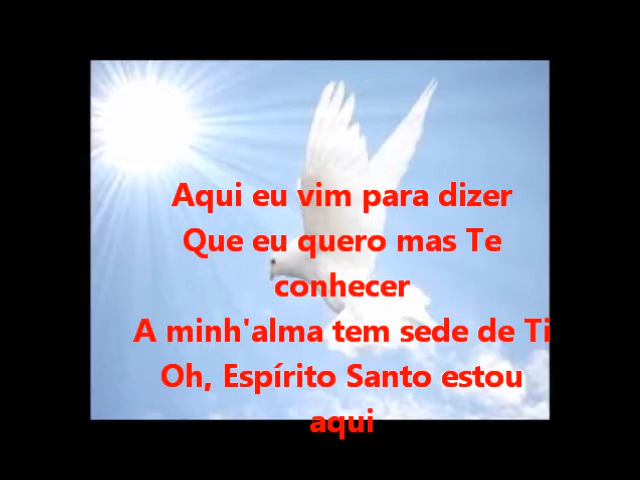 Aqui eu vim para dizer
Que eu quero mas Te
conhecer
A minh'alma tem sede de Ti
Oh, Espírito Santo estou
aqui